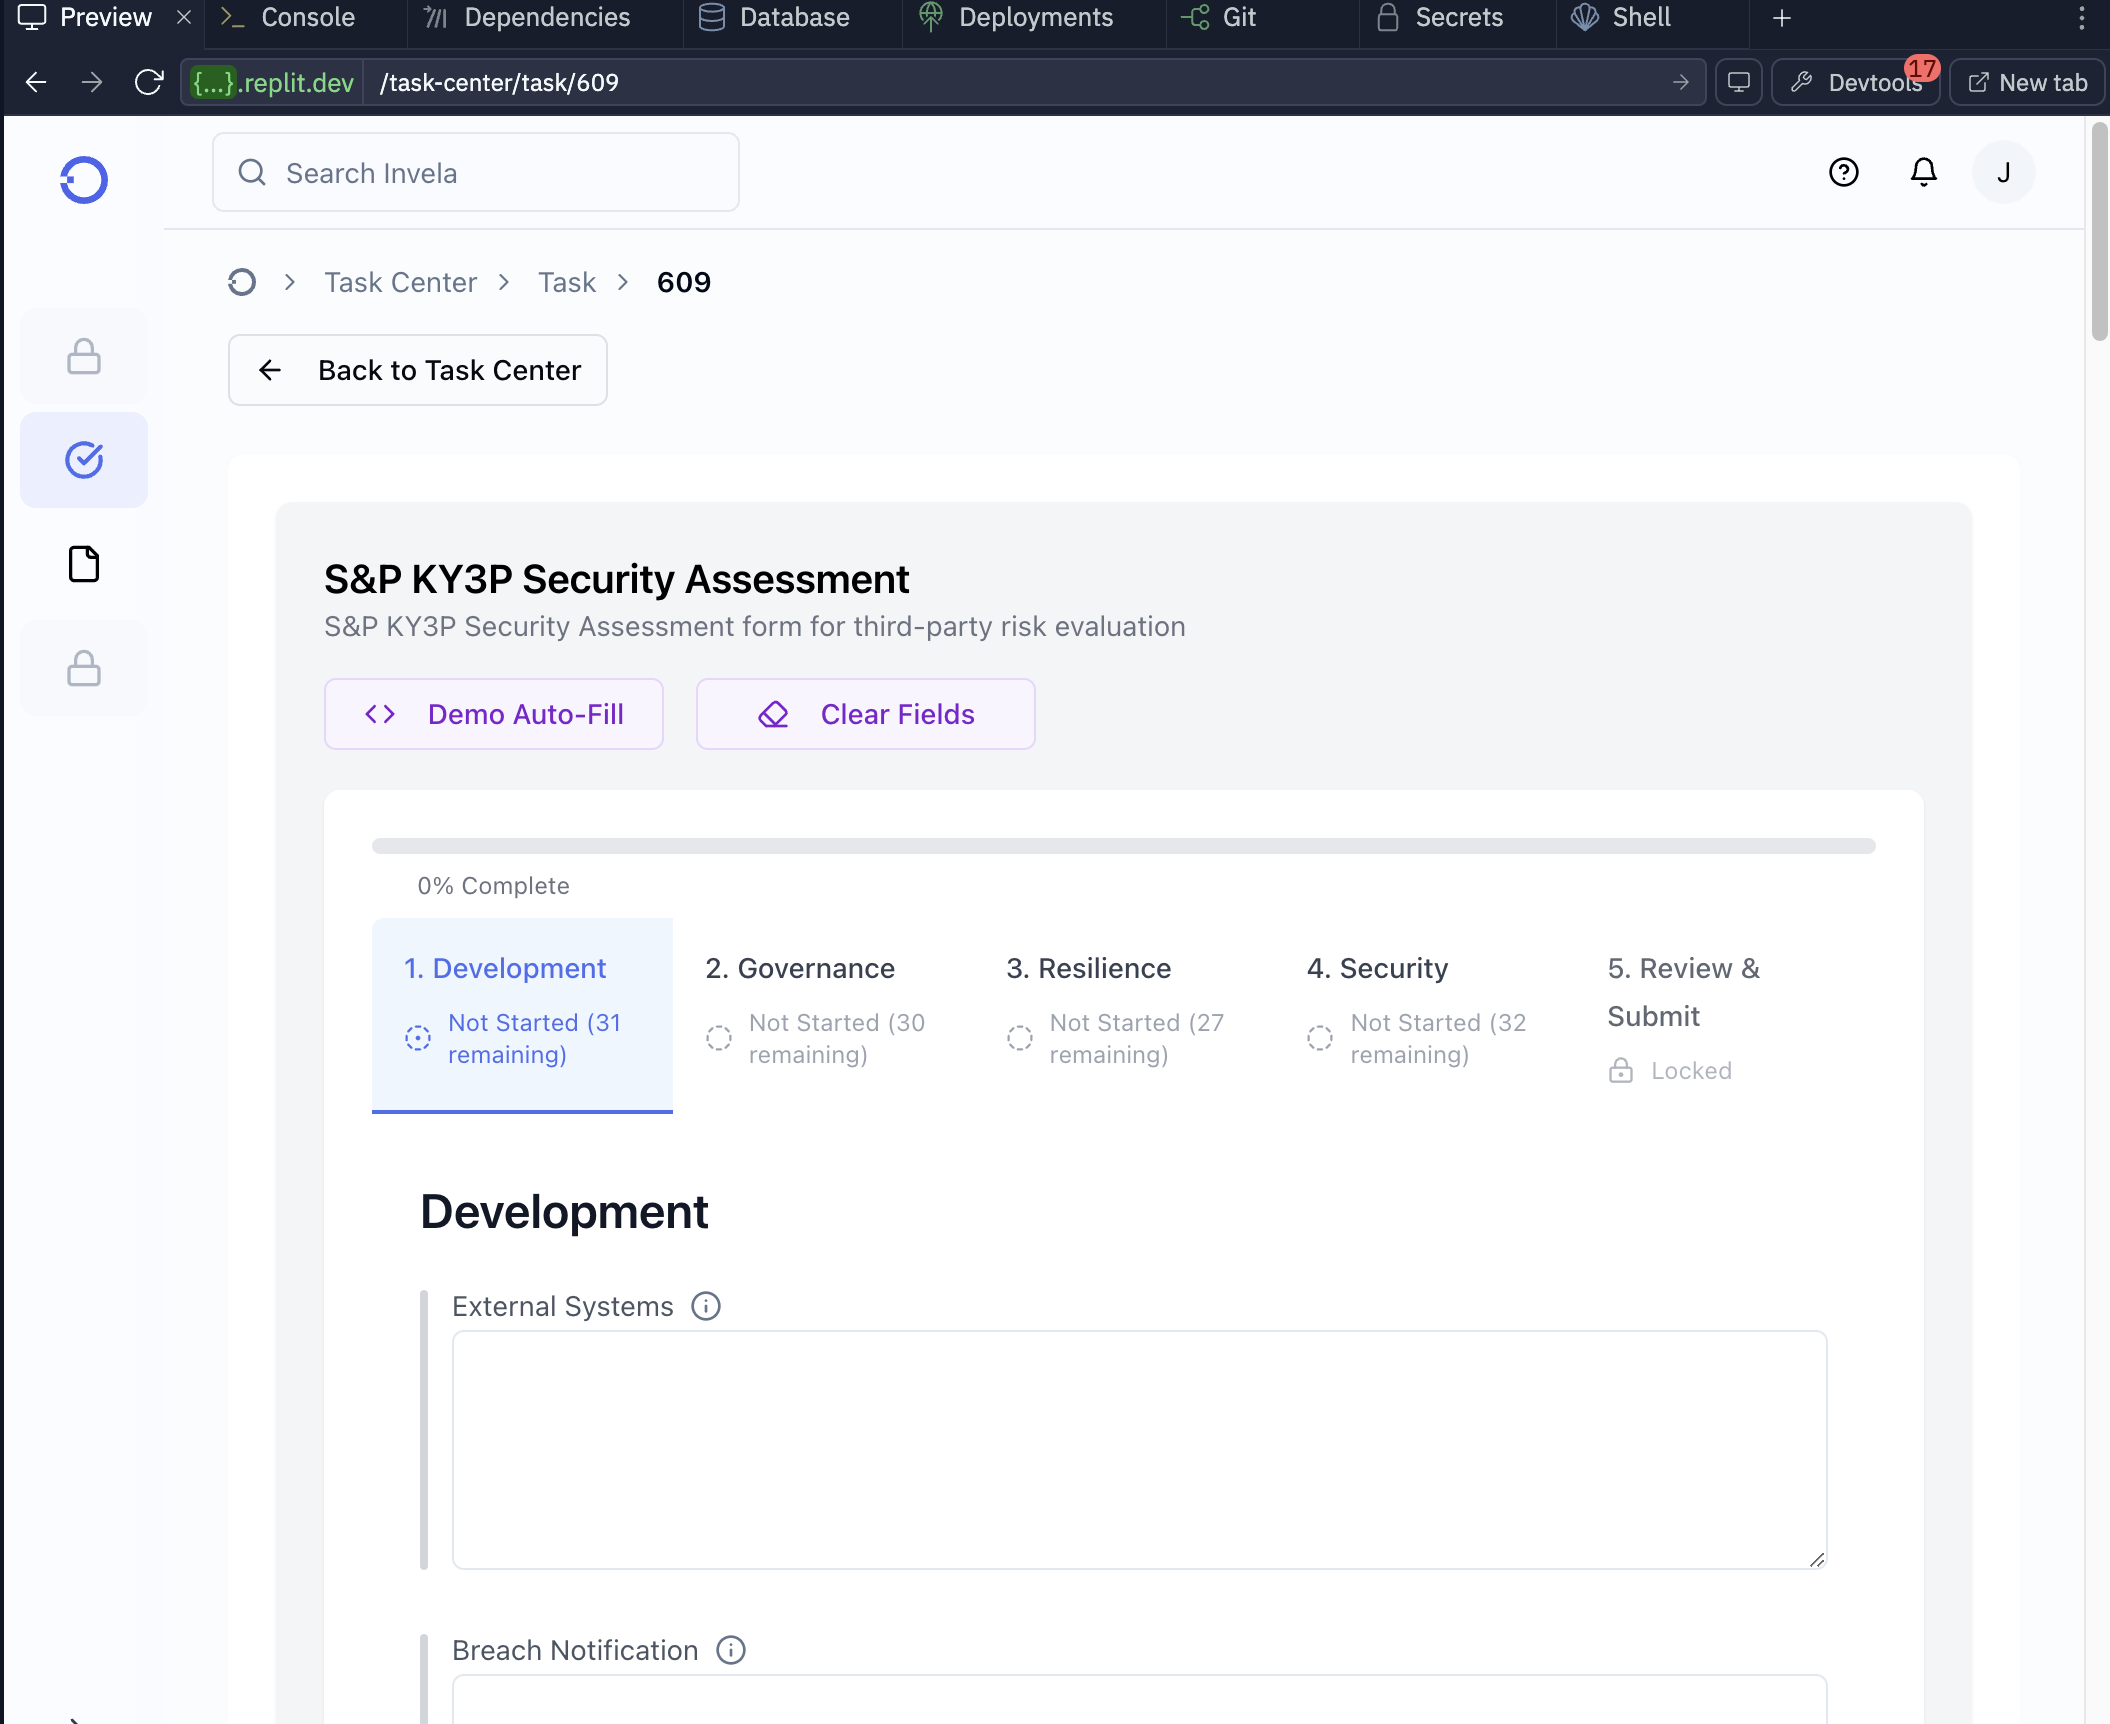 Preview
Console
Dependencies
Database
Deployments
Git
Secrets
Shell
{...}.replit.dev
/task-center/task/609
Devtools
17
New tab
Search Invela
J
Task Center
Task
609
Back to Task Center
S&P KY3P Security Assessment
S&P KY3P Security Assessment form for third-party risk evaluation
Demo Auto-Fill
Clear Fields
0% Complete
1. Development
Not Started (31
remaining)
2. Governance
Not Started (30
remaining)
3. Resilience
Not Started (27
remaining)
4. Security
Not Started (32
remaining)
5. Review &
Submit
Locked
Development
External Systems
Breach Notification